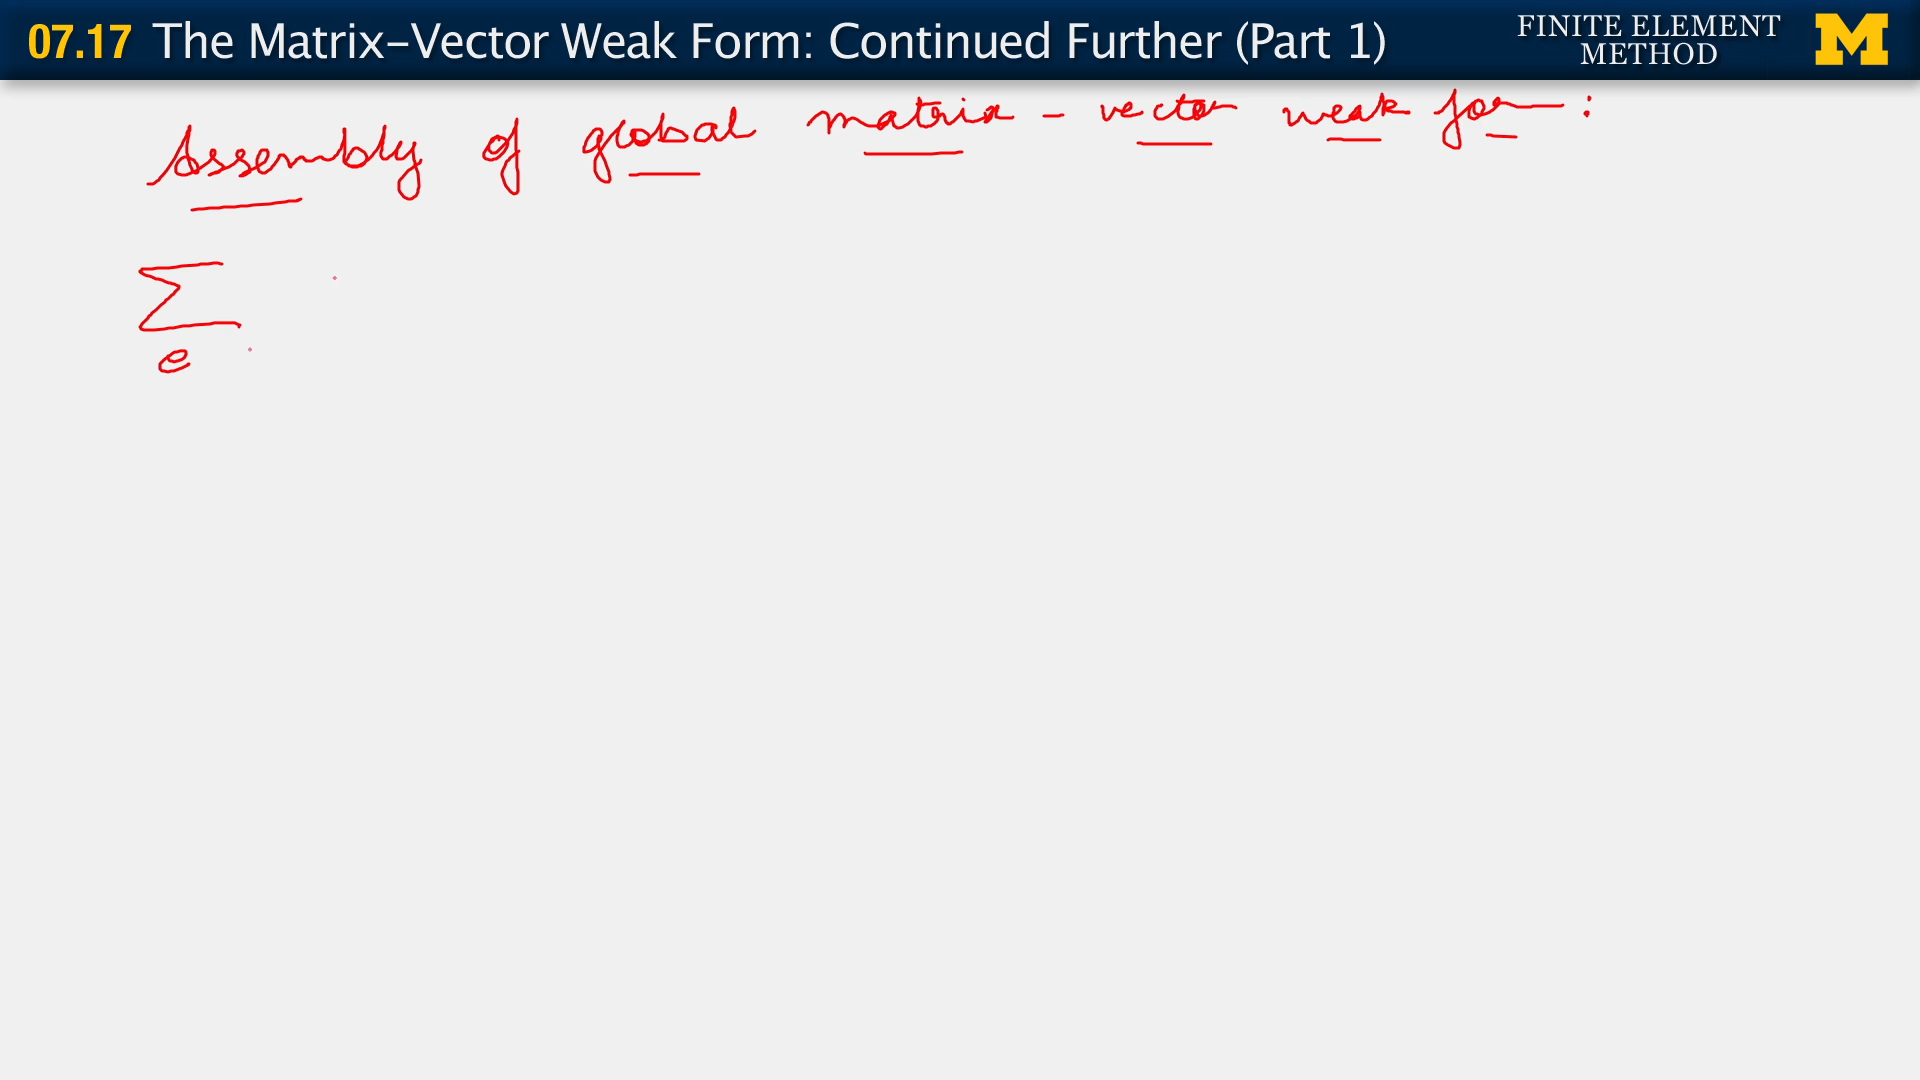 07.17 The Matrix–Vector Weak Form: Continued Further (Part 1)
FINITE ELEMENT
METHOD
M
Assembly of global matrix - vector weak form :
Σ
e